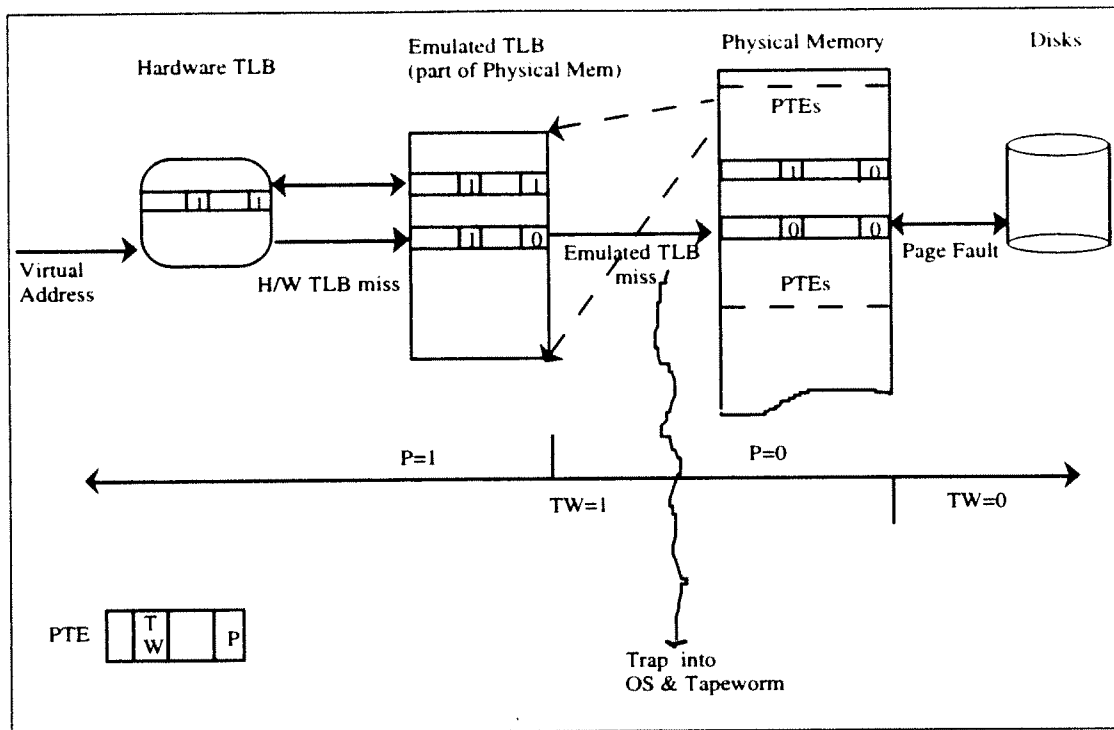 Hardware TLB
Emulated TLB
(part of Physical Mem)
Physical Memory
Disks
PTEs
1 1
1 1
1 0
1 0
0 0
Virtual
Address
H/W TLB miss
Emulated TLB
miss
Page Fault
PTEs
P=1
P=0
TW=1
TW=0
PTE
T
W
P
Trap into
OS & Tapeworm